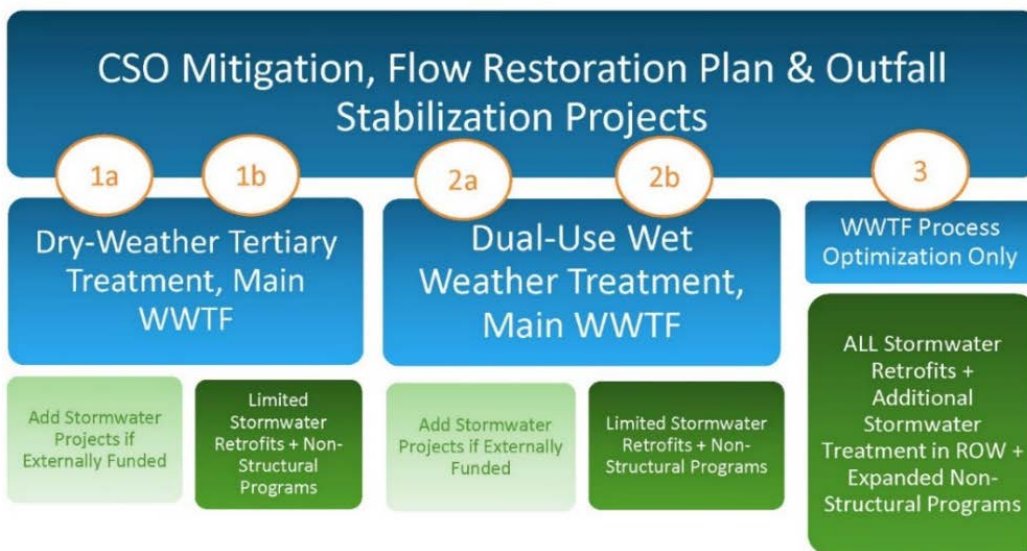 CSO Mitigation, Flow Restoration Plan & Outfall
Stabilization Projects
1a
1b
2a
2b
3
Dry-Weather Tertiary
Treatment, Main
WWTF
Dual-Use Wet
Weather Treatment,
Main WWTF
WWTF Process
Optimization Only
Add Stormwater
Projects if
Externally Funded
Limited
Stormwater
Retrofits + Non-
Structural
Programs
Add Stormwater
Projects if Externally
Funded
Limited Stormwater
Retrofits + Non-
Structural Programs
ALL Stormwater
Retrofits +
Additional
Stormwater
Treatment in ROW +
Expanded Non-
Structural Programs